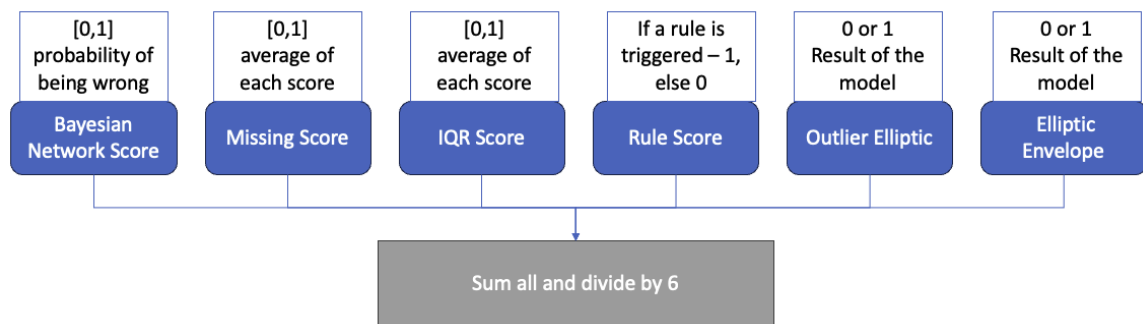 [0,1]
probability of
being wrong
Bayesian
Network Score
[0,1]
average of
each score
Missing Score
[0,1]
average of
each score
IQR Score
If a rule is
triggered – 1,
else 0
Rule Score
0 or 1
Result of the
model
Outlier Elliptic
0 or 1
Result of the
model
Elliptic
Envelope
Sum all and divide by 6